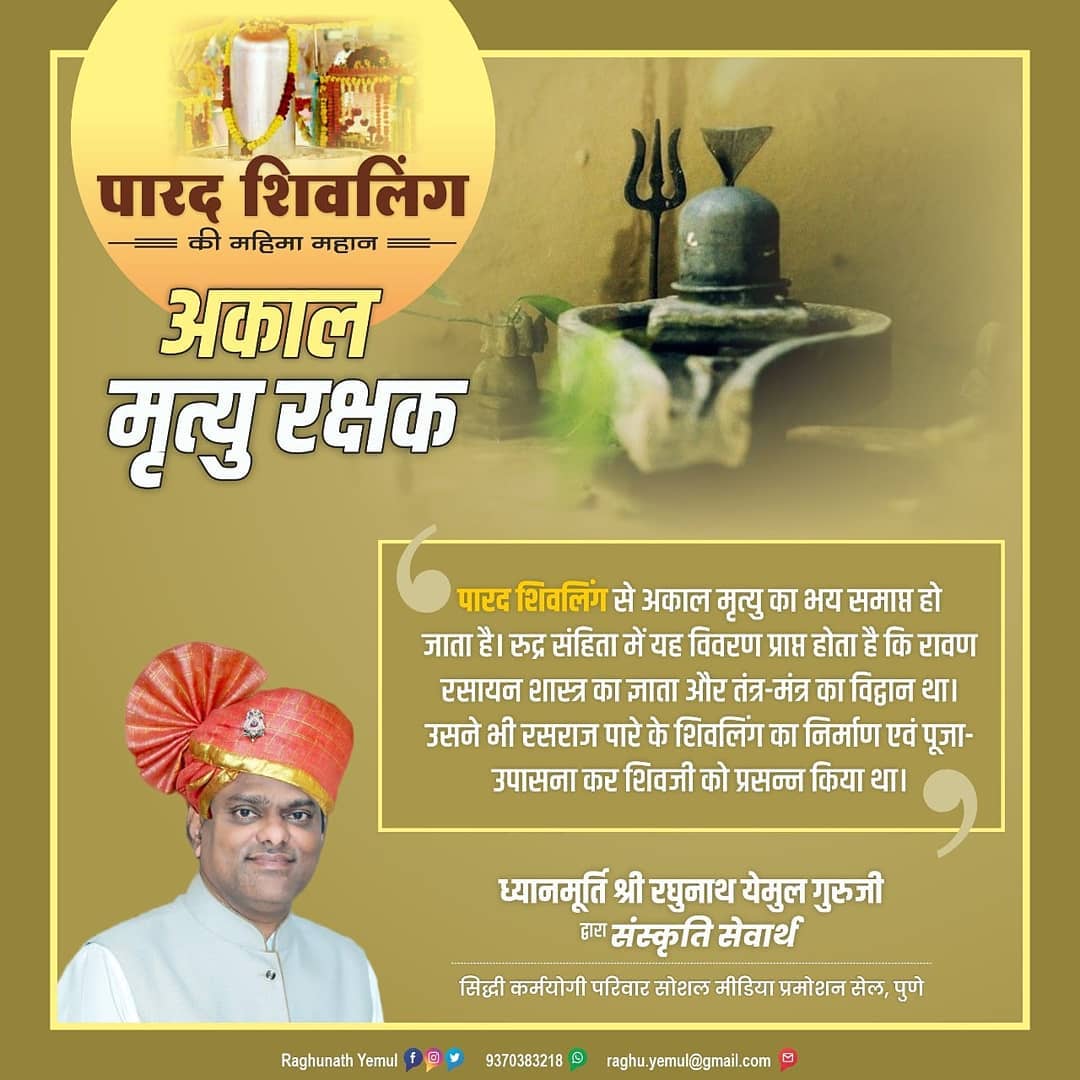 पारद शिवलिंग
की महिमा महान
अकाल
मृत्यु रक्षक
पारद शिवलिंग से अकाल मृत्यु का भय समाप्त हो
जाता है। रुद्र संहिता में यह विवरण प्राप्त होता है कि रावण
रसायन शास्त्र का ज्ञाता और तंत्र-मंत्र का विद्वान था।
उसने भी रसराज पारे के शिवलिंग का निर्माण एवं पूजा-
उपासना कर शिवजी को प्रसन्न किया था।
ध्यानमूर्ति श्री रघुनाथ येमुल गुरुजी
द्वारा संस्कृति सेवार्थ
सिद्धी कर्मयोगी परिवार सोशल मीडिया प्रमोशन सेल, पुणे
Raghunath Yemul 9370383218 raghu.yemul@gmail.com